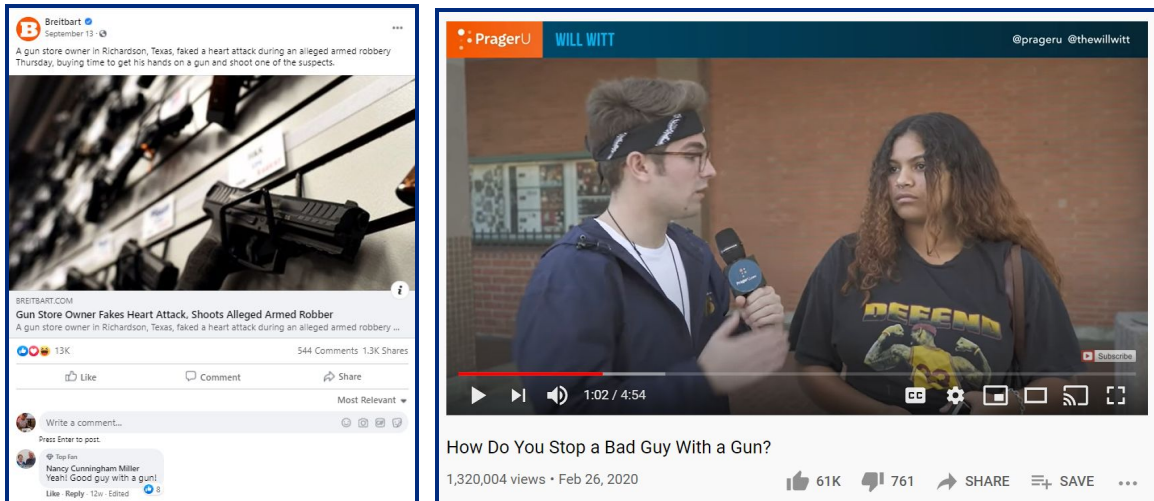 Breitbart
September 13
A gun store owner in Richardson, Texas, faked a heart attack during an alleged armed robbery
Thursday, buying time to get his hands on a gun and shoot one of the suspects.
BREITBART.COM
Gun Store Owner Fakes Heart Attack, Shoots Alleged Armed Robber
A gun store owner in Richardson, Texas, faked a heart attack during an alleged armed robbery ...
13K
544 Comments 1.3K Shares
Like
Comment
Share
Most Relevant
Write a comment...
Press Enter to post.
Top Fan
Nancy Cunningham Miller
Yeah! Good guy with a gun!
Like · Reply · 12w · Edited
8
PragerU
WILL WITT
@prageru @thewillwitt
DEFEND
23
Subscribe
1:02 / 4:54
CC
How Do You Stop a Bad Guy With a Gun?
1,320,004 views • Feb 26, 2020
61K
761
SHARE
SAVE